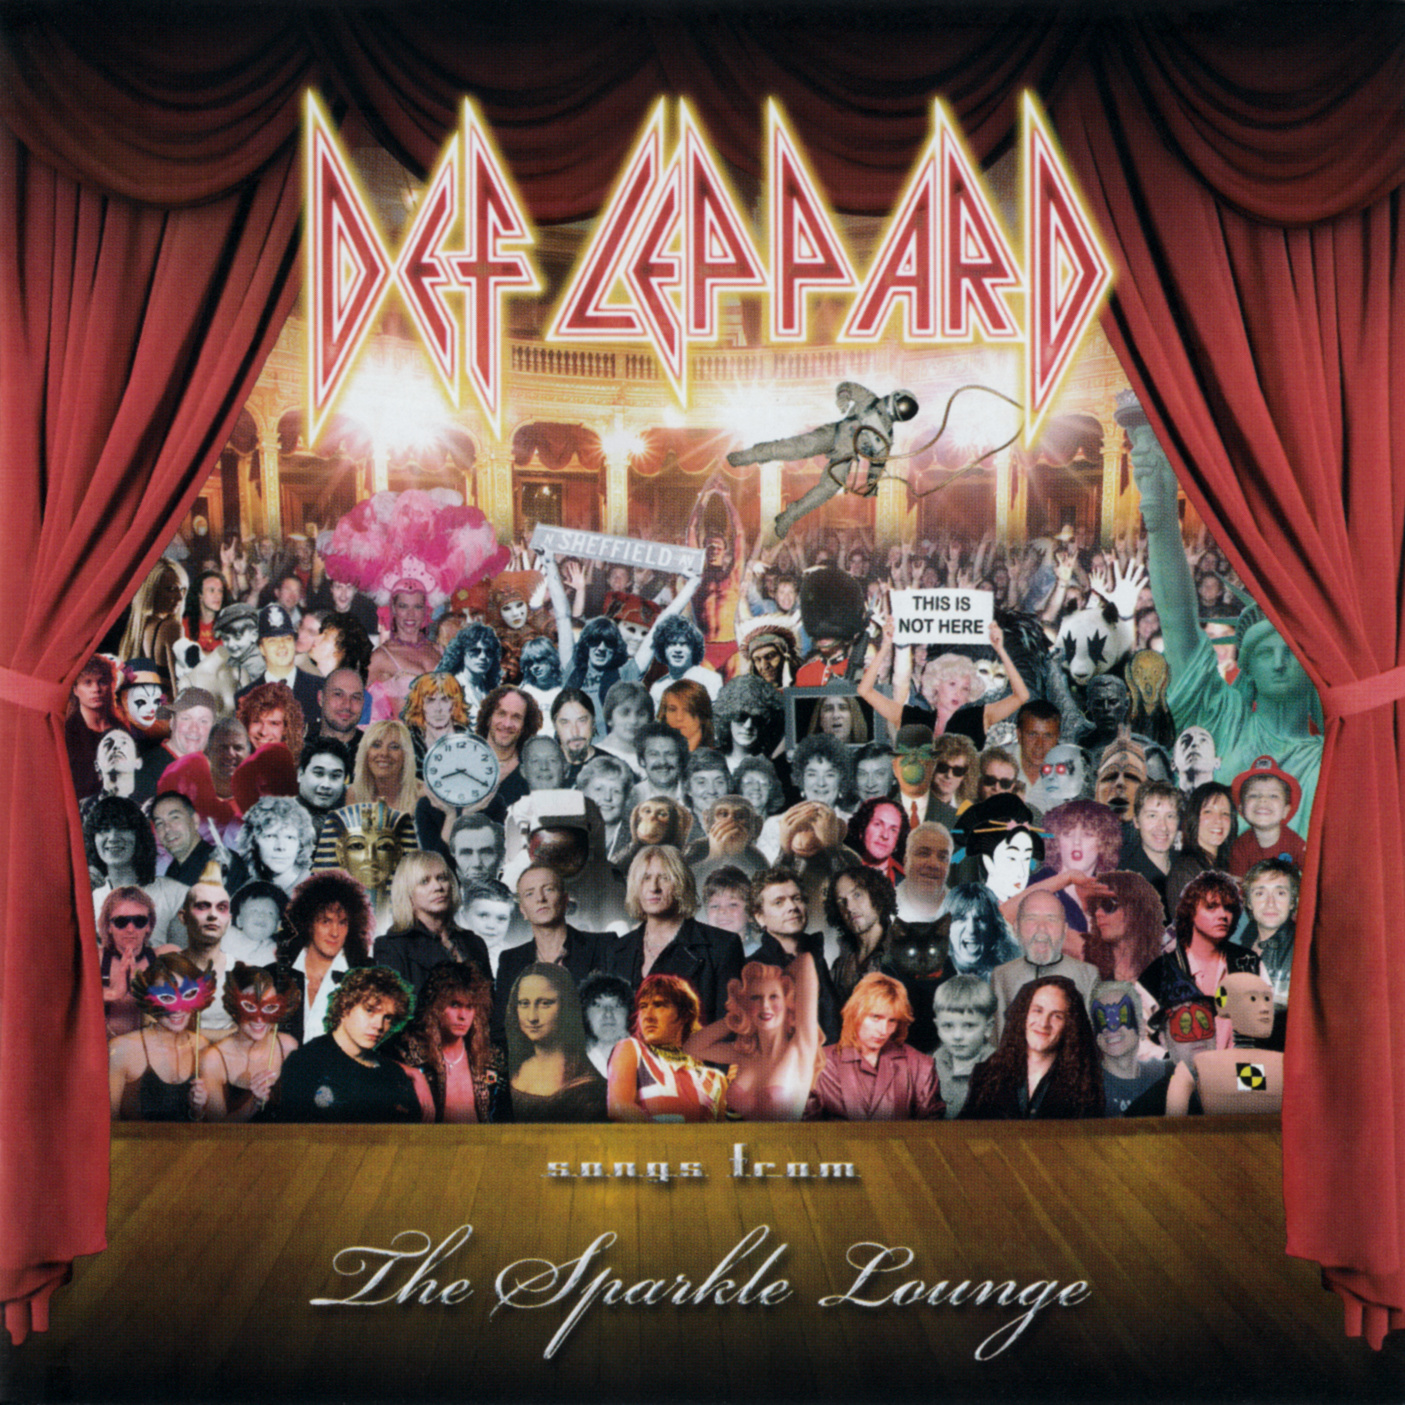 DEF LEPPARD
SHEFFIELD
THIS IS
NOT HERE
songs from
The Sparkle Lounge